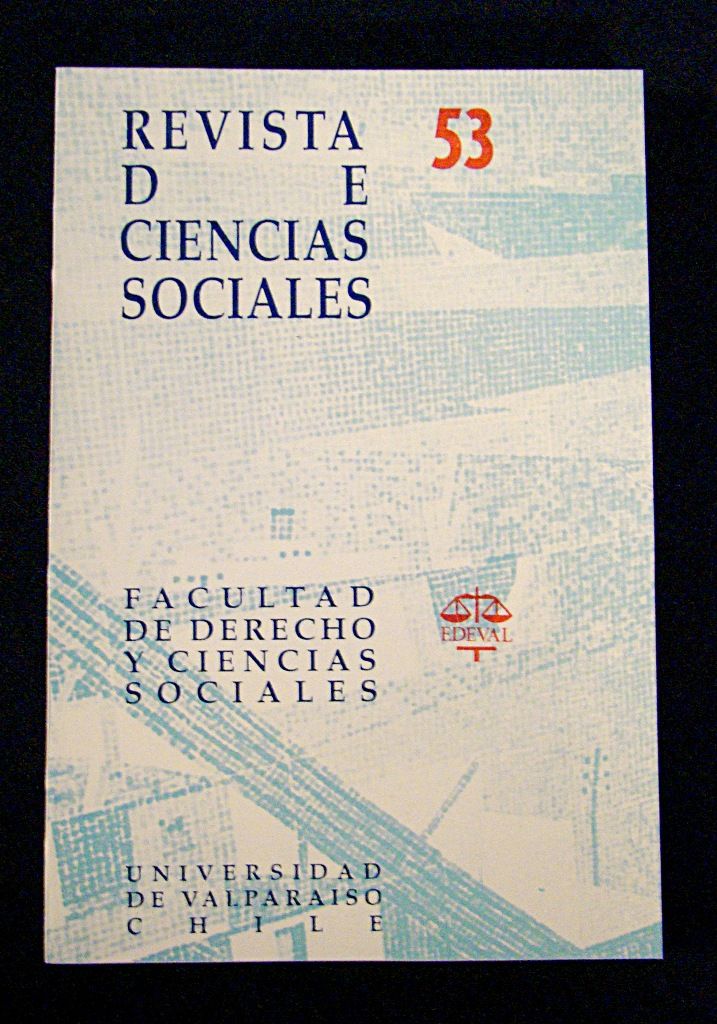 REVISTA 53
D E
CIENCIAS
SOCIALES
FACULTAD
DE DERECHO
Y CIENCIAS
SOCIALES
EDEVAL
UNIVERSIDAD
DE VALPARAISO
C H I L E